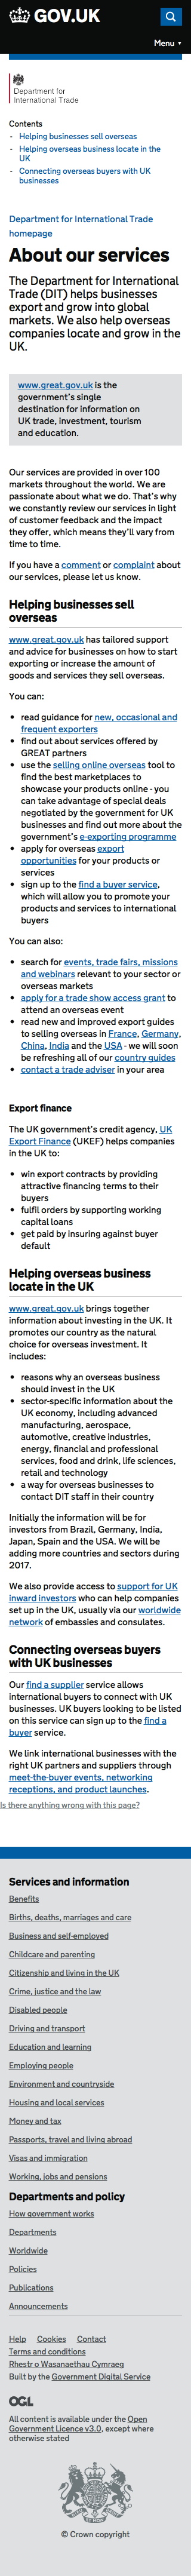 GOV.UK
Menu ▼
Department for
International Trade
Contents
- Helping businesses sell overseas
- Helping overseas business locate in the
UK
- Connecting overseas buyers with UK
businesses
Department for International Trade
homepage
About our services
The Department for International
Trade (DIT) helps businesses
export and grow into global
markets. We also help overseas
companies locate and grow in the
UK.
www.great.gov.uk is the
government's single
destination for information on
UK trade, investment, tourism
and education.
Our services are provided in over 100
markets throughout the world. We are
passionate about what we do. That's why
we constantly review our services in light
of customer feedback and the impact
they offer, which means they'll vary from
time to time.
If you have a comment or complaint about
our services, please let us know.
Helping businesses sell
overseas
www.great.gov.uk has tailored support
and advice for businesses on how to start
exporting or increase the amount of
goods and services they sell overseas.
You can:
• read guidance for new, occasional and
frequent exporters
• find out about services offered by
GREAT partners
• use the selling online overseas tool to
find the best marketplaces to
showcase your products online - you
can take advantage of special deals
negotiated by the government for UK
businesses and find out more about the
government's e-exporting programme
• apply for overseas export
opportunities for your products or
services
• sign up to the find a buyer service,
which will allow you to promote your
products and services to international
buyers
You can also:
• search for events, trade fairs, missions
and webinars relevant to your sector or
overseas markets
• apply for a trade show access grant to
attend an overseas event
• read new and improved export guides
to selling overseas in France, Germany,
China, India and the USA - we will soon
be refreshing all of our country guides
• contact a trade adviser in your area
Export finance
The UK government's credit agency, UK
Export Finance (UKEF) helps companies
in the UK to:
• win export contracts by providing
attractive financing terms to their
buyers
• fulfil orders by supporting working
capital loans
• get paid by insuring against buyer
default
Helping overseas business
locate in the UK
www.great.gov.uk brings together
information about investing in the UK. It
promotes our country as the natural
choice for overseas investment. It
includes:
• reasons why an overseas business
should invest in the UK
• sector-specific information about the
UK economy, including advanced
manufacturing, aerospace,
automotive, creative industries,
energy, financial and professional
services, food and drink, life sciences,
retail and technology
• a way for overseas businesses to
contact DIT staff in their country
Initially the information will be for
investors from Brazil, Germany, India,
Japan, Spain and the USA. We will be
adding more countries and sectors during
2017.
We also provide access to support for UK
inward investors who can help companies
set up in the UK, usually via our worldwide
network of embassies and consulates.
Connecting overseas buyers
with UK businesses
Our find a supplier service allows
international buyers to connect with UK
businesses. UK buyers looking to be listed
on this service can sign up to the find a
buyer service.
We link international businesses with the
right UK partners and suppliers through
meet-the-buyer events, networking
receptions, and product launches.
Is there anything wrong with this page?
Services and information
Benefits
Births, deaths, marriages and care
Business and self-employed
Childcare and parenting
Citizenship and living in the UK
Crime, justice and the law
Disabled people
Driving and transport
Education and learning
Employing people
Environment and countryside
Housing and local services
Money and tax
Passports, travel and living abroad
Visas and immigration
Working, jobs and pensions
Departments and policy
How government works
Departments
Worldwide
Policies
Publications
Announcements
Help Cookies Contact
Terms and conditions
Rhestr o Wasanaethau Cymraeg
Built by the Government Digital Service
OGL
All content is available under the Open
Government Licence v3.0, except where
otherwise stated
© Crown copyright